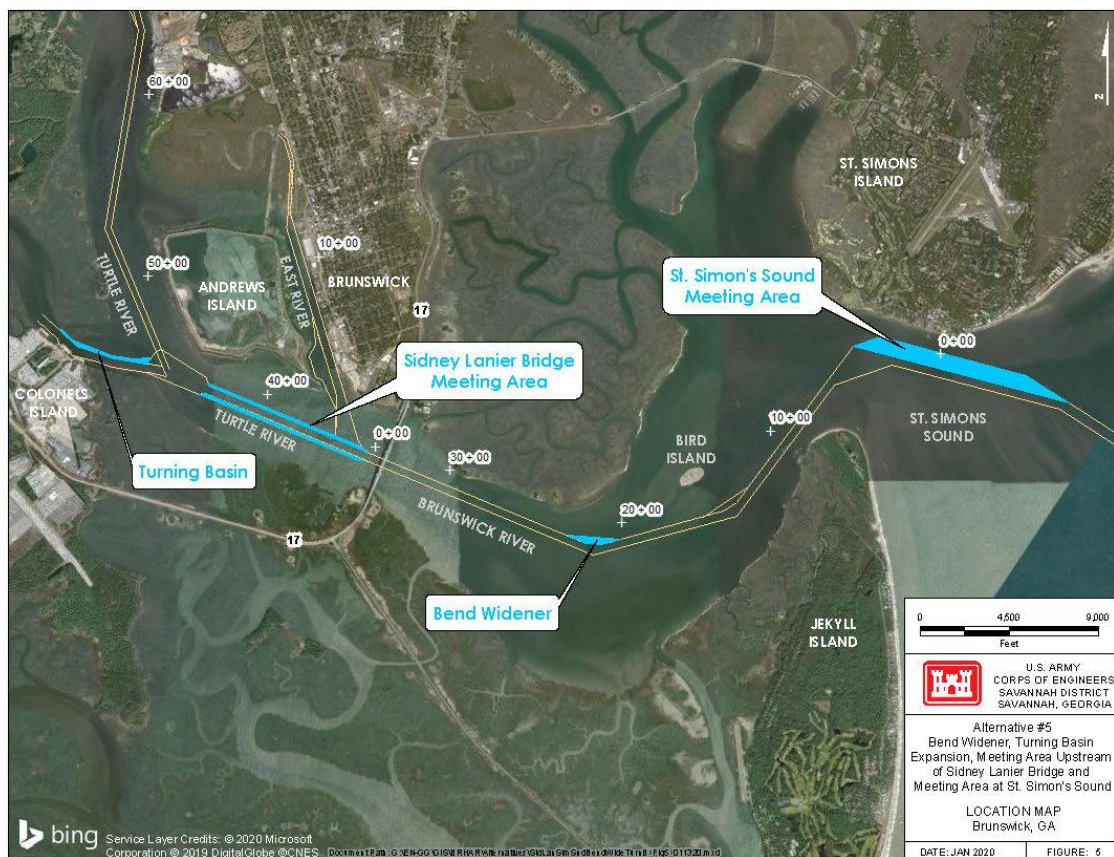 60+00
ST. SIMONS
ISLAND
N
10+00
50+00
TURTLE RIVER
ANDREWS
ISLAND
EAST RIVER
BRUNSWICK
17
St. Simon's Sound
Meeting Area
0+00
Sidney Lanier Bridge
Meeting Area
40+00
COLONELS
ISLAND
TURTLE RIVER
0+00
30+00
10+00
ST. SIMONS
SOUND
BIRD
ISLAND
Turning Basin
BRUNSWICK RIVER
20+00
17
Bend Widener
JEKYLL
ISLAND
0 4,500 9,000
Feet
U.S. ARMY
CORPS OF ENGINEERS
SAVANNAH DISTRICT
SAVANNAH, GEORGIA
Alternative #5
Bend Widener, Turning Basin
Expansion, Meeting Area Upstream
of Sidney Lanier Bridge and
Meeting Area at St. Simon's Sound
LOCATION MAP
Brunswick, GA
DATE: JAN 2020 FIGURE: 5
bing
Service Layer Credits: © 2020 Microsoft
Corporation © 2019 DigitalGlobe ©CNES